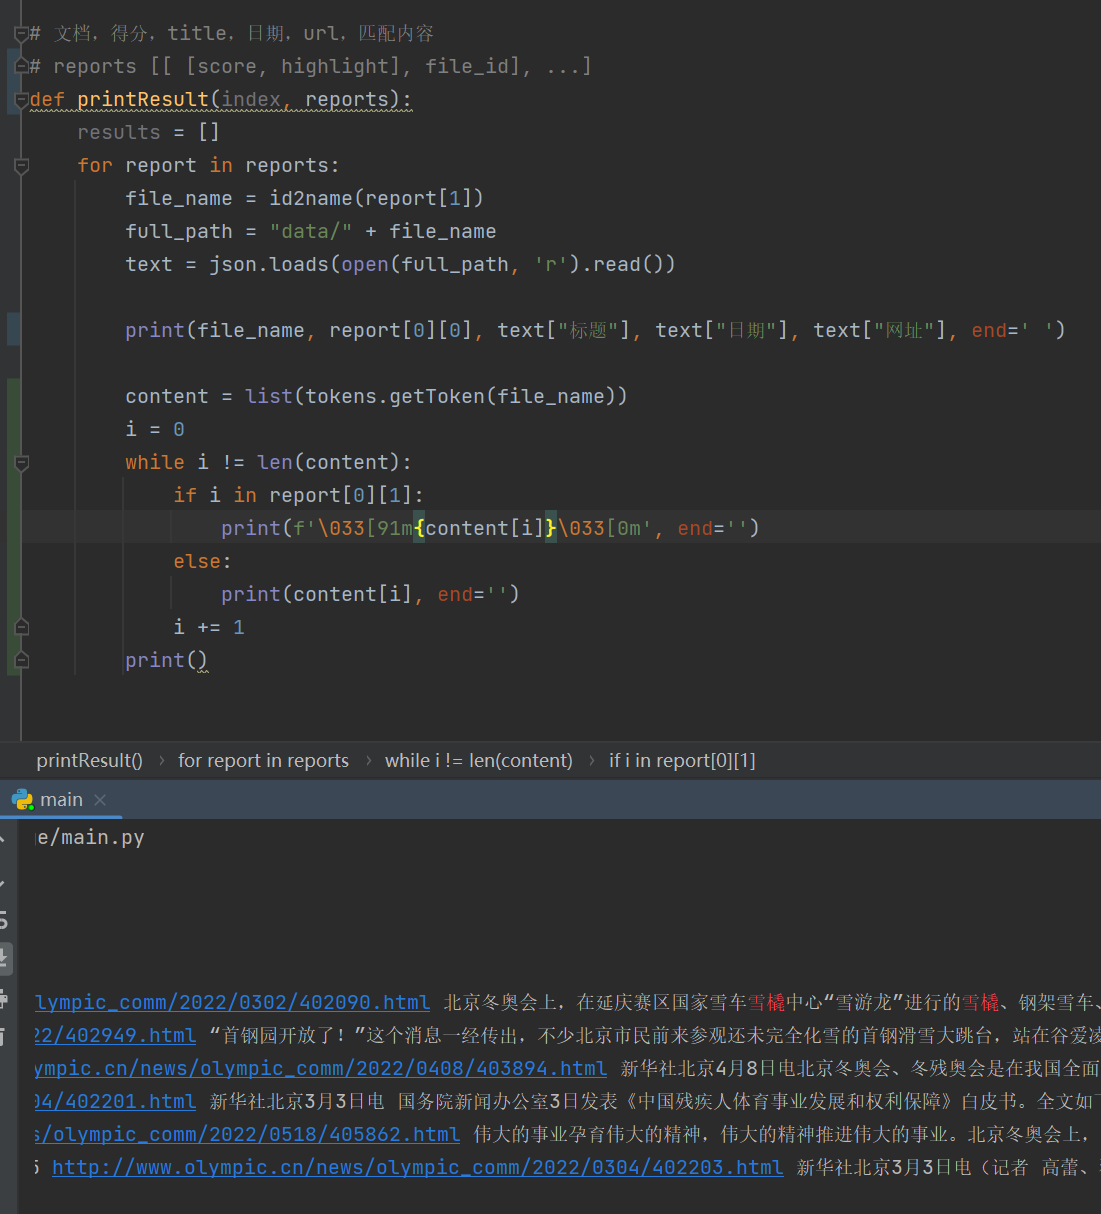 # 文档，得分，title，日期，url，匹配内容
# reports [[ [score, highlight], file_id], ...]
def printResult(index, reports):
    results = []
    for report in reports:
        file_name = id2name(report[1])
        full_path = "data/" + file_name
        text = json.loads(open(full_path, 'r').read())
        print(file_name, report[0][0], text["标题"], text["日期"], text["网址"], end=' ')
        content = list(tokens.getToken(file_name))
        i = 0
        while i != len(content):
            if i in report[0][1]:
                print(f'\033[91m{content[i]}\033[0m', end='')
            else:
                print(content[i], end='')
            i += 1
        print()
printResult() › for report in reports › while i != len(content) › if i in report[0][1]
main ×
e/main.py
lympic_comm/2022/0302/402090.html 北京冬奥会上，在延庆赛区国家雪车雪橇中心“雪游龙”进行的雪橇、钢架雪车、
22/402949.html “首钢园开放了！”这个消息一经传出，不少北京市民前来参观还未完全化雪的首钢滑雪大跳台，站在谷爱凌
ympic.cn/news/olympic_comm/2022/0408/403894.html 新华社北京4月8日电北京冬奥会、冬残奥会是在我国全面
04/402201.html 新华社北京3月3日电 国务院新闻办公室3日发表《中国残疾人体育事业发展和权利保障》白皮书。全文如
s/olympic_comm/2022/0518/405862.html 伟大的事业孕育伟大的精神，伟大的精神推进伟大的事业。北京冬奥会上，
5 http://www.olympic.cn/news/olympic_comm/2022/0304/402203.html 新华社北京3月3日电（记者 高蕾、